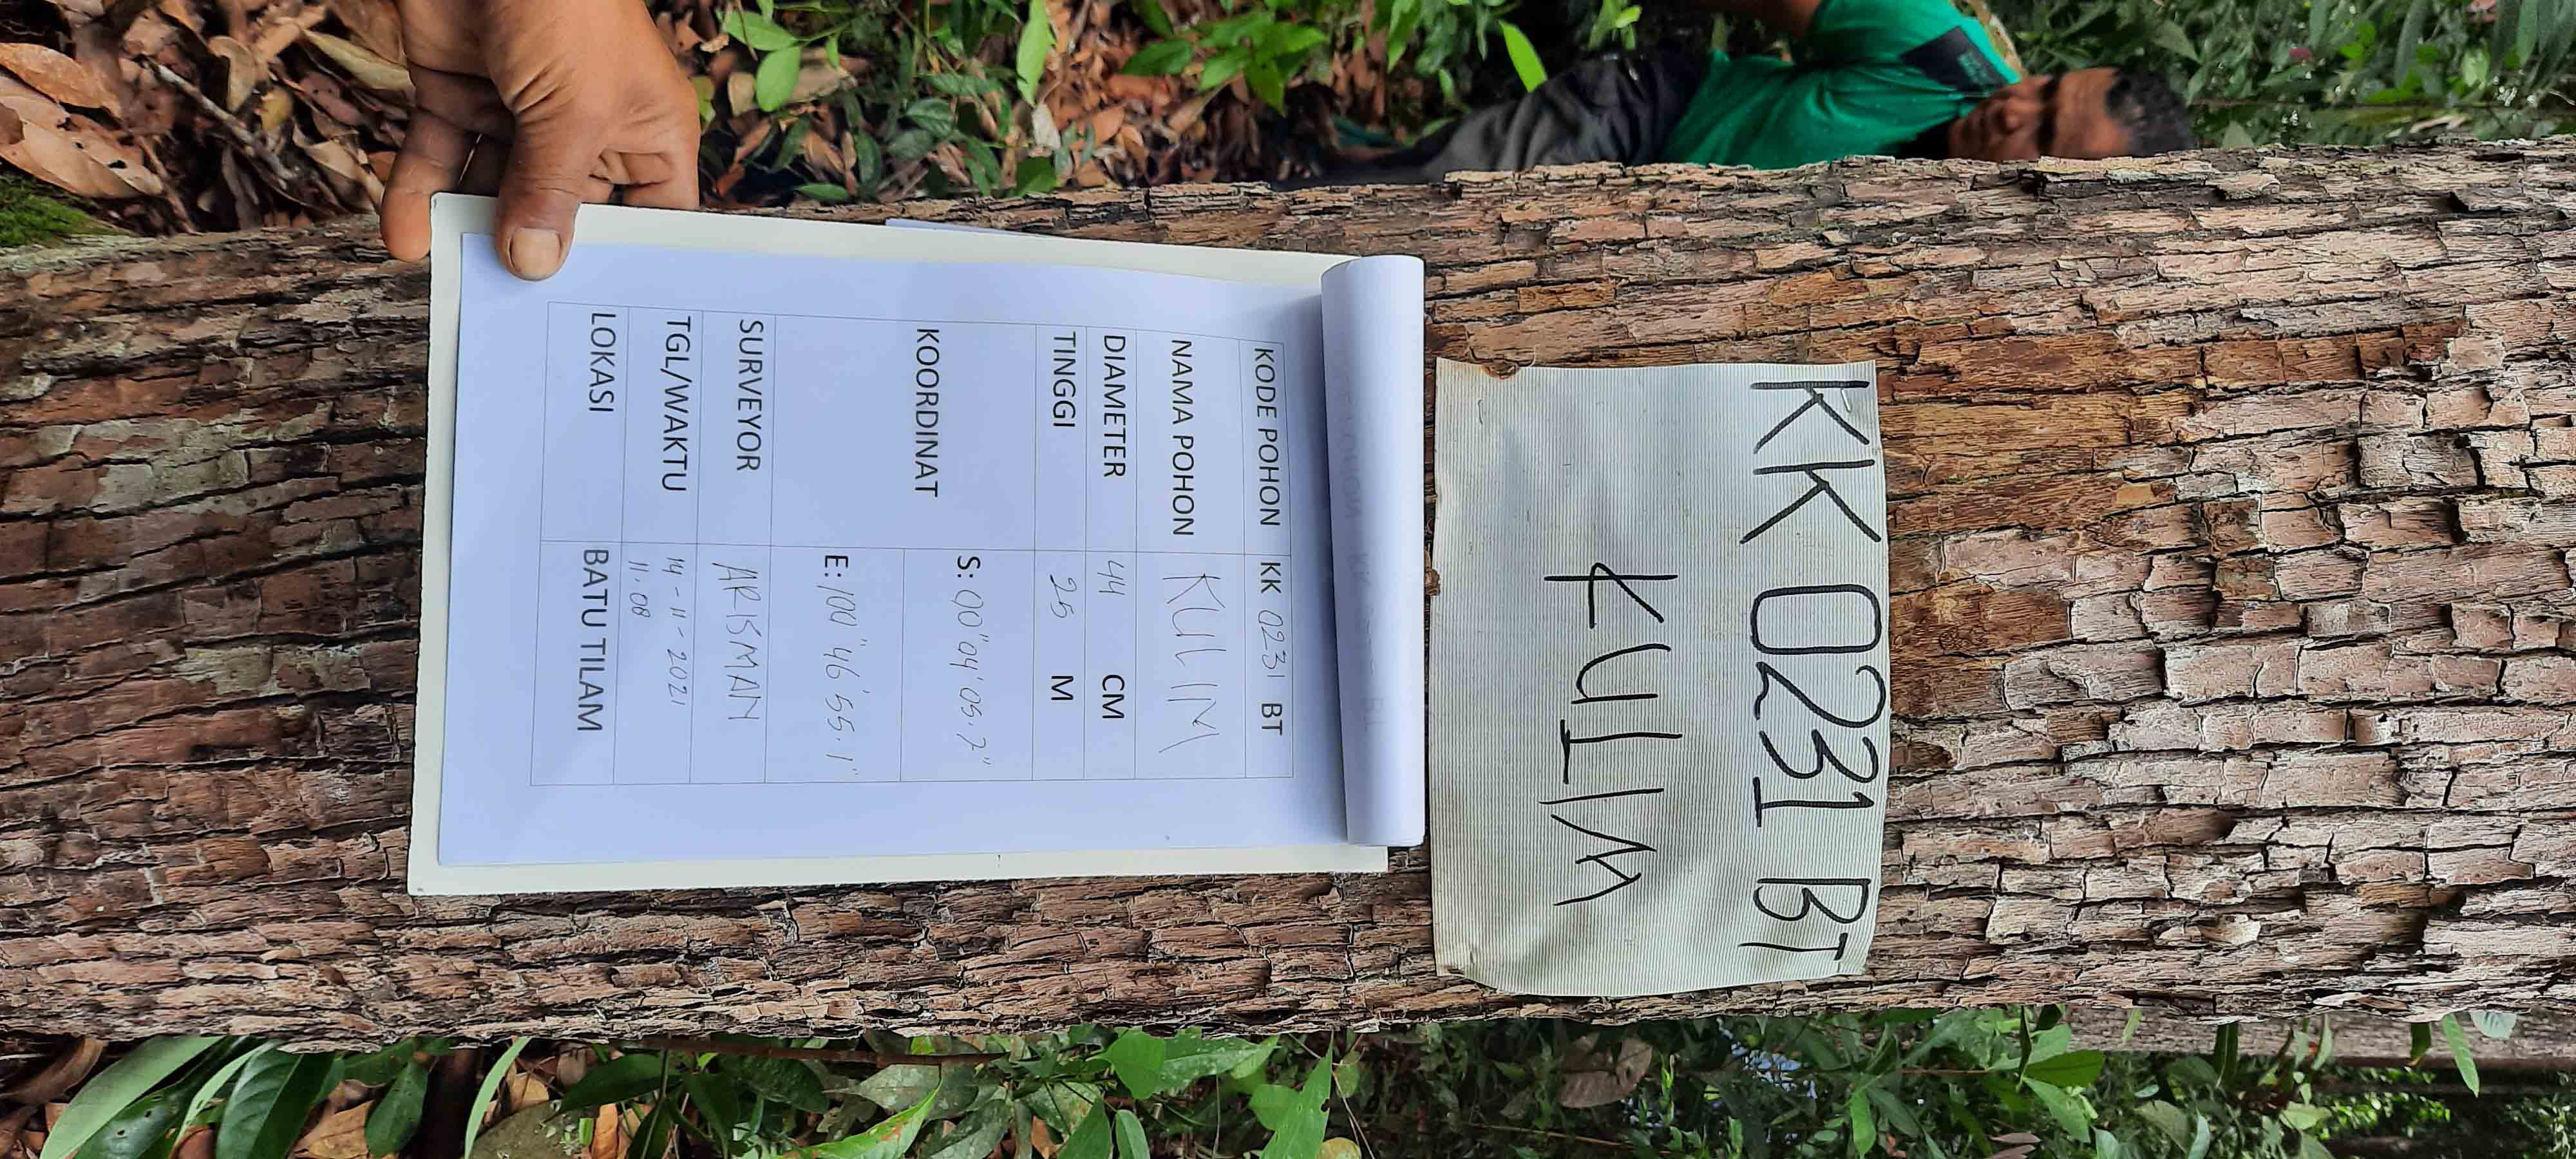 KK 0231 BT
KULIM
KODE POHON KK 0231 BT
NAMA POHON KULIM
DIAMETER 44 CM
TINGGI 25 M
KOORDINAT S: 00°04'05.7"
E: 100°46'55.1"
SURVEYOR ARISMAN
TGL/WAKTU 14-11-2021
11.08
LOKASI BATU TILAM